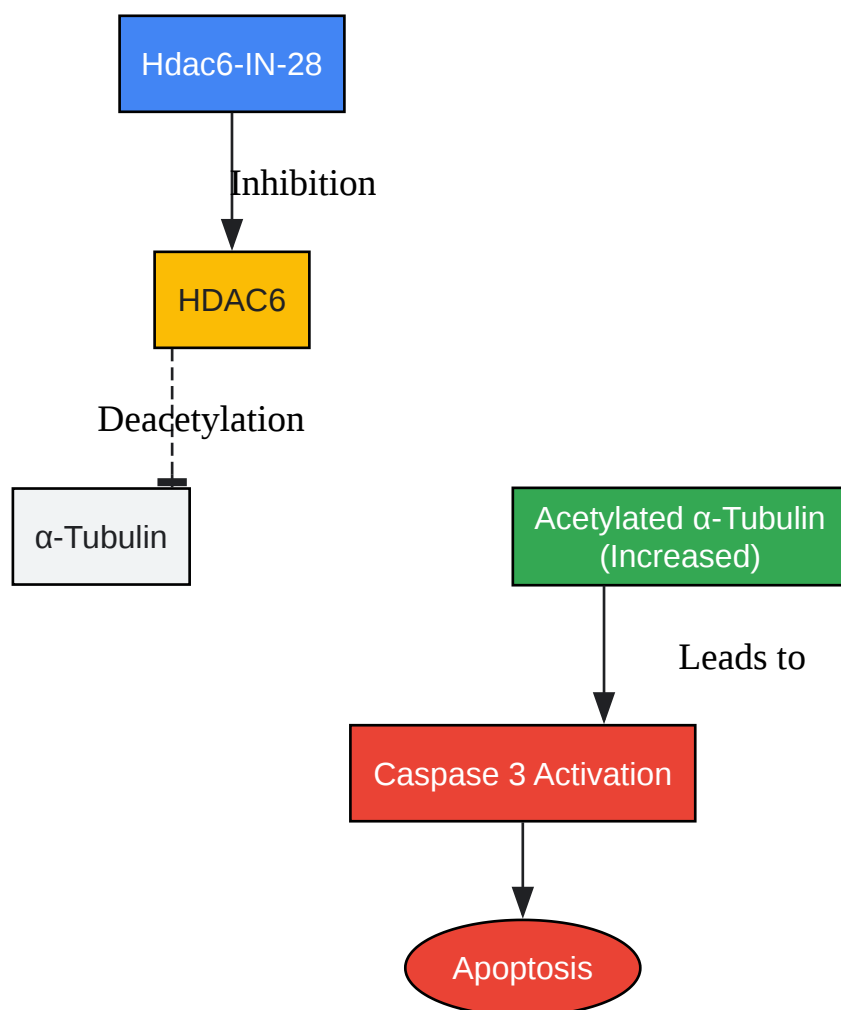 Hdac6-IN-28
Inhibition
HDAC6
Deacetylation
α-Tubulin
Acetylated α-Tubulin
(Increased)
Leads to
Caspase 3 Activation
Apoptosis